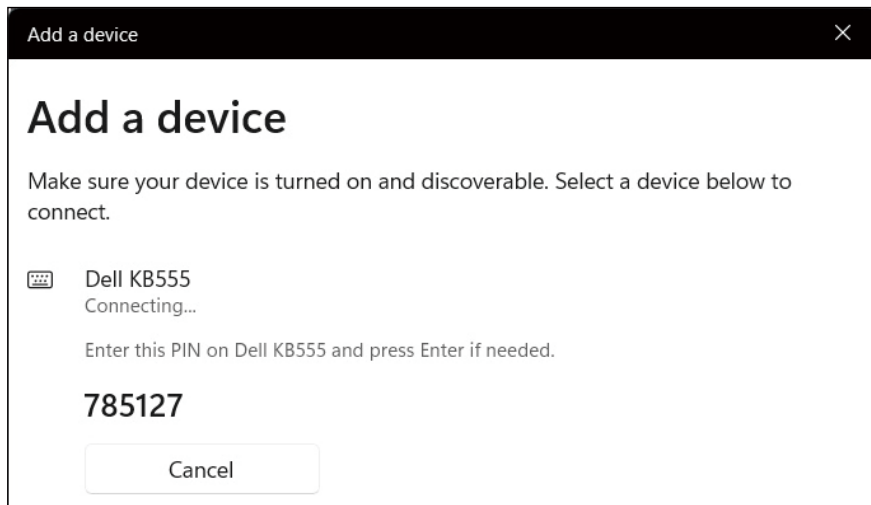 Add a device
Add a device
Make sure your device is turned on and discoverable. Select a device below to
connect.
Dell KB555
Connecting...
Enter this PIN on Dell KB555 and press Enter if needed.
785127
Cancel